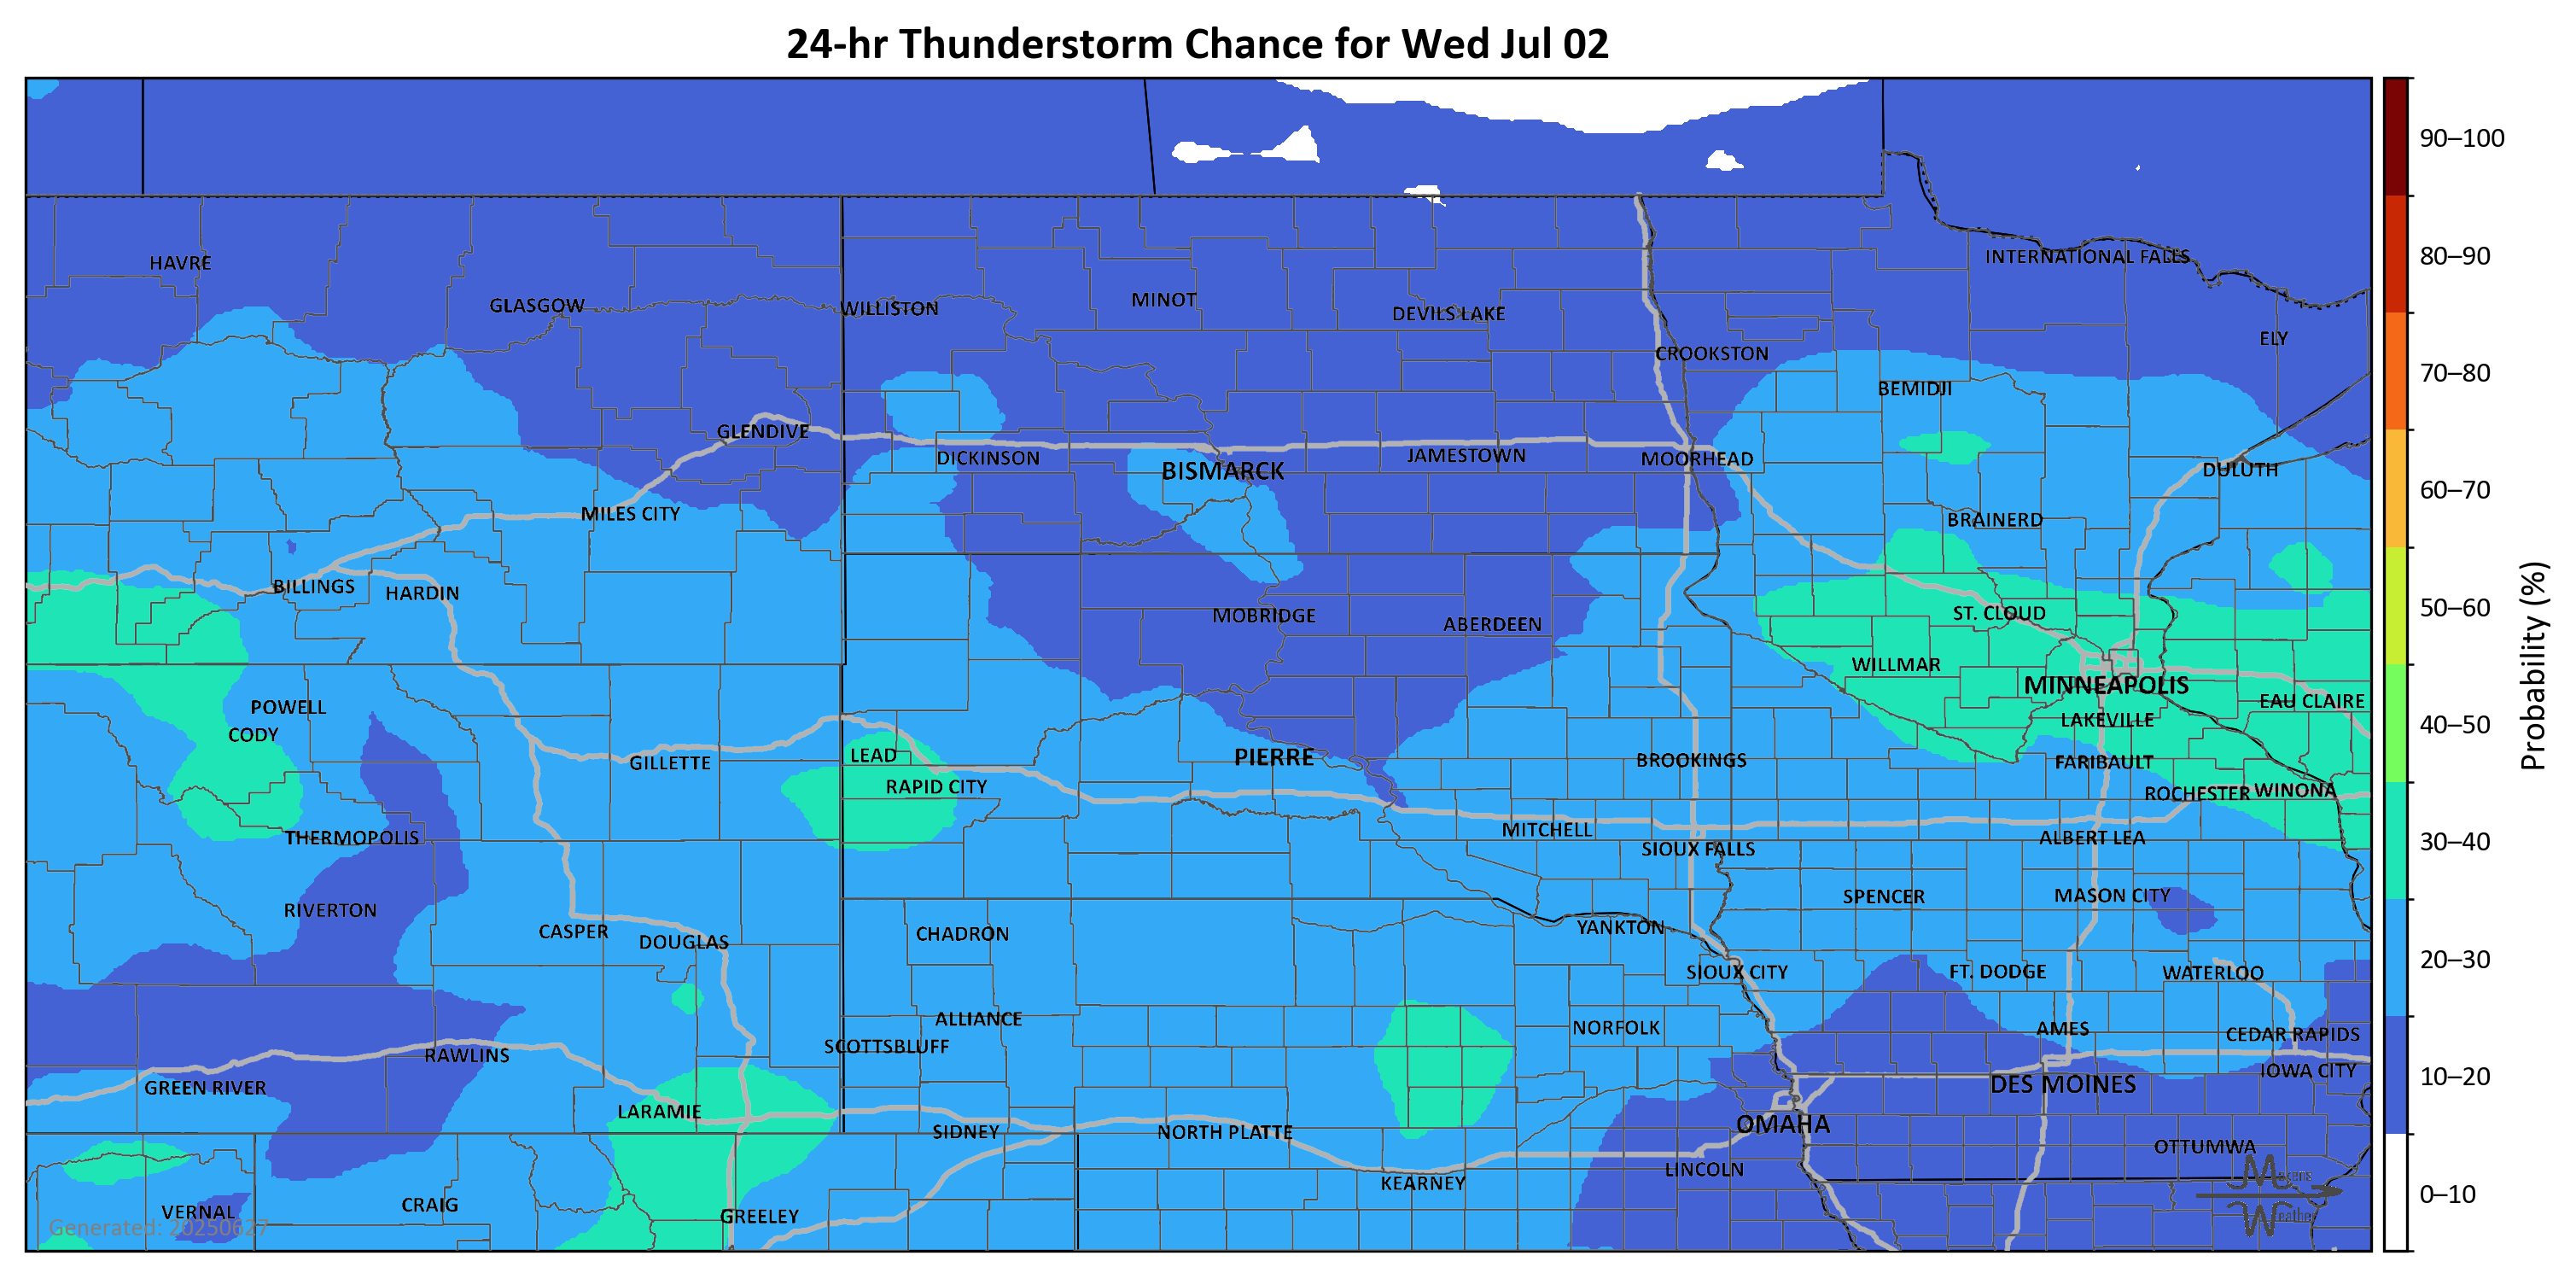 24-hr Thunderstorm Chance for Wed Jul 02
90–100
INTERNATIONAL FALLS
80–90
HAVRE
GLASGOW
WILLISTON
MINOT
DEVILS LAKE
ELY
CROOKSTON
70–80
BEMIDJI
GLENDIVE
DICKINSON
BISMARCK
JAMESTOWN
MOORHEAD
DULUTH
60–70
MILES CITY
BRAINERD
BILLINGS
HARDIN
MOBRIDGE
ABERDEEN
ST. CLOUD
50–60
WILLMAR
MINNEAPOLIS
Probability (%)
POWELL
EAU CLAIRE
CODY
LAKEVILLE
40–50
GILLETTE
LEAD
PIERRE
BROOKINGS
FARIBAULT
RAPID CITY
ROCHESTER
WINONA
THERMOPOLIS
MITCHELL
ALBERT LEA
30–40
SIOUX FALLS
RIVERTON
SPENCER
MASON CITY
CASPER
DOUGLAS
CHADRON
YANKTON
20–30
SIOUX CITY
FT. DODGE
WATERLOO
ALLIANCE
NORFOLK
AMES
CEDAR RAPIDS
RAWLINS
SCOTTSBLUFF
IOWA CITY
10–20
GREEN RIVER
DES MOINES
LARAMIE
SIDNEY
NORTH PLATTE
OMAHA
OTTUMWA
LINCOLN
KEARNEY
Makens
Weather
0–10
VERNAL
CRAIG
GREELEY
Generated: 20250627